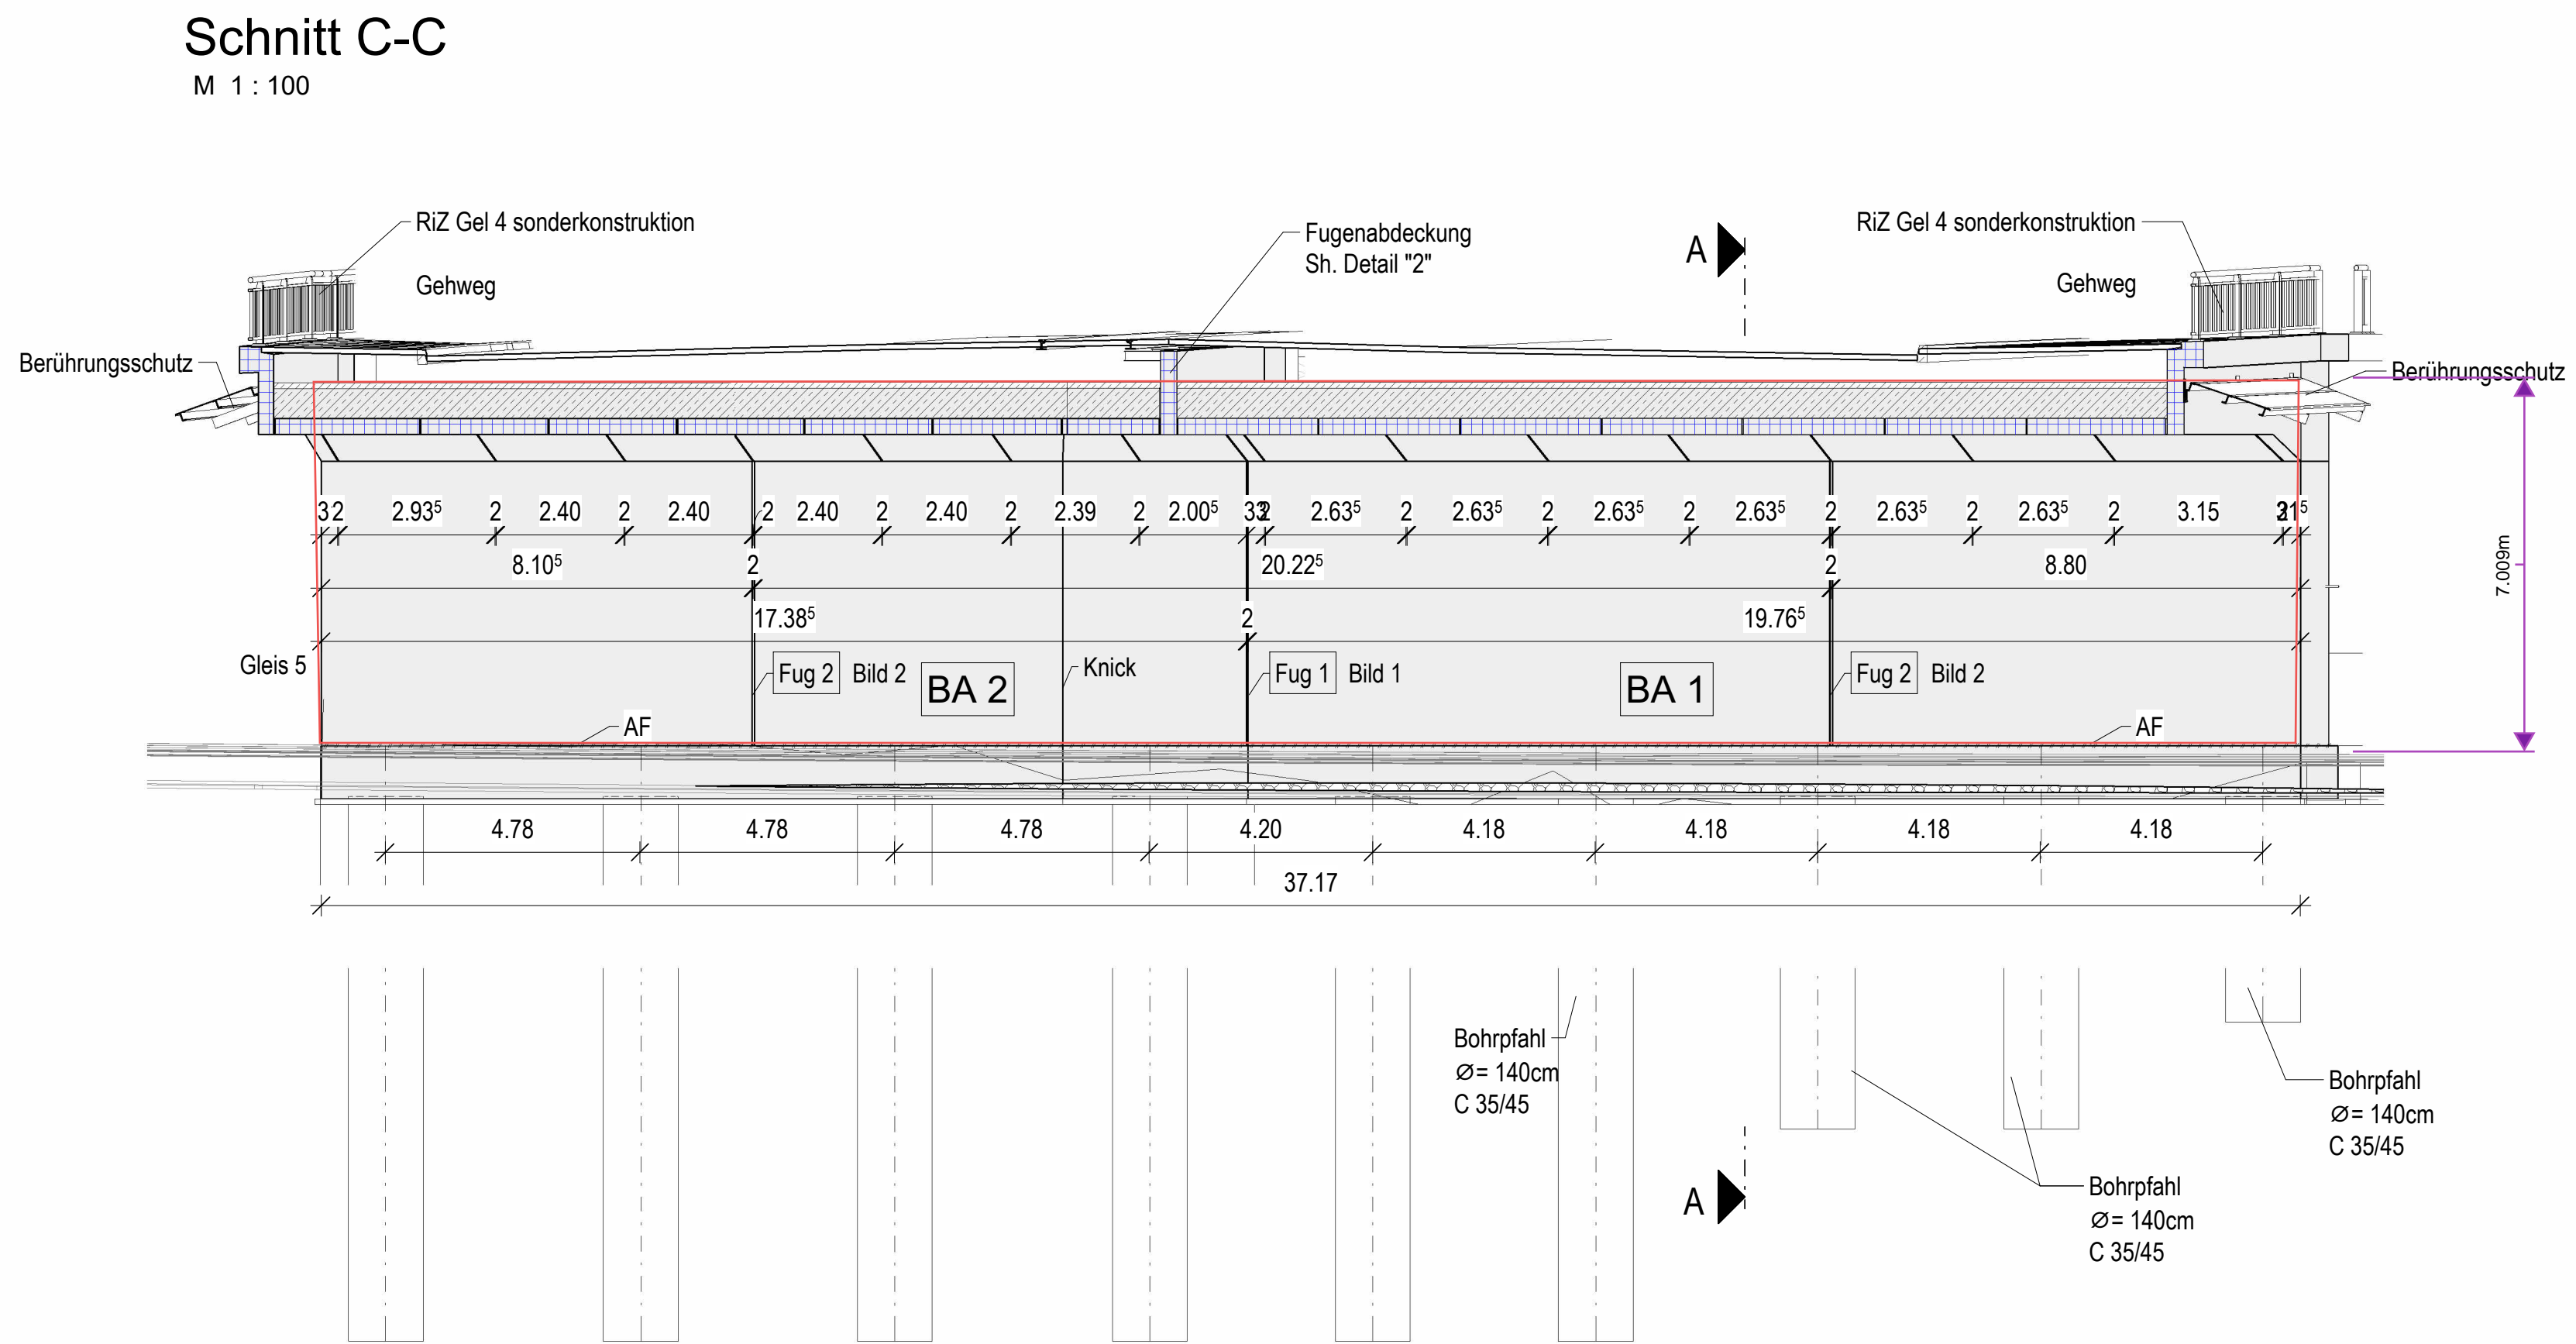 Schnitt C-C
M 1 : 100
RiZ Gel 4 sonderkonstruktion
Fugenabdeckung
Sh. Detail "2"
A
RiZ Gel 4 sonderkonstruktion
Gehweg
Gehweg
Berührungsschutz
Berührungsschutz
32 2.93⁵ 2 2.40 2 2.40 2 2.40 2 2.40 2 2.39 2 2.00⁵ 2.63⁵ 2 2.63⁵ 2 2.63⁵ 2 2.63⁵ 2 2.63⁵ 2 2.63⁵ 2 3.15
8.10⁵ 2 20.22⁵ 2 8.80
7.009m
17.38⁵ 2 19.76⁵
Gleis 5
Fug 2 Bild 2
BA 2
Knick
Fug 1 Bild 1
BA 1
Fug 2 Bild 2
AF
AF
4.78 4.78 4.78 4.20 4.18 4.18 4.18 4.18
37.17
Bohrpfahl
Ø= 140cm
C 35/45
Bohrpfahl
Ø= 140cm
C 35/45
A
Bohrpfahl
Ø= 140cm
C 35/45